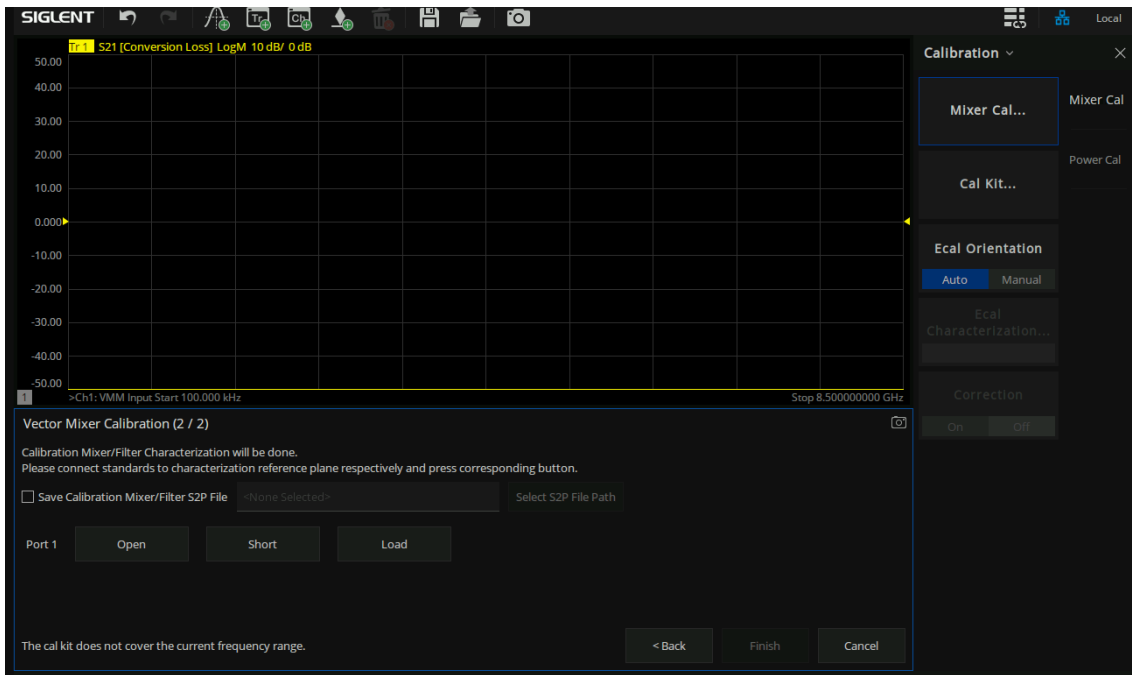 SIGLENT
Tr
Ch
Local
Tr 1 S21 [Conversion Loss] LogM 10 dB/ 0 dB
50.00
40.00
30.00
20.00
10.00
0.000
-10.00
-20.00
-30.00
-40.00
-50.00
1 >Ch1: VMM Input Start 100.000 kHz Stop 8.500000000 GHz
Calibration
Mixer Cal...
Cal Kit...
Ecal Orientation
Auto Manual
Ecal
Characterization...
Correction
On Off
Mixer Cal
Power Cal
Vector Mixer Calibration (2 / 2)
Calibration Mixer/Filter Characterization will be done.
Please connect standards to characterization reference plane respectively and press corresponding button.
Save Calibration Mixer/Filter S2P File <None Selected> Select S2P File Path
Port 1 Open Short Load
The cal kit does not cover the current frequency range. < Back Finish Cancel